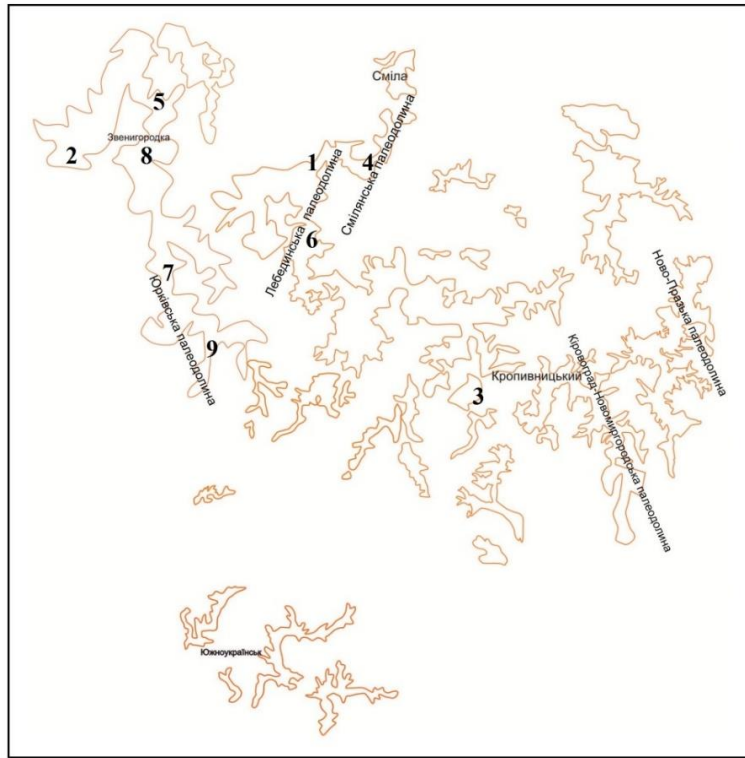 Сміла
5
Звенигородка
2
8
1
4
Лебединська палеодолина
Смілянська палеодолина
6
7
Юрківська палеодолина
9
Ново-Празька палеодолина
Кіровоград-Новомиргородська палеодолина
Кропивницький
3
Южноукраїнськ